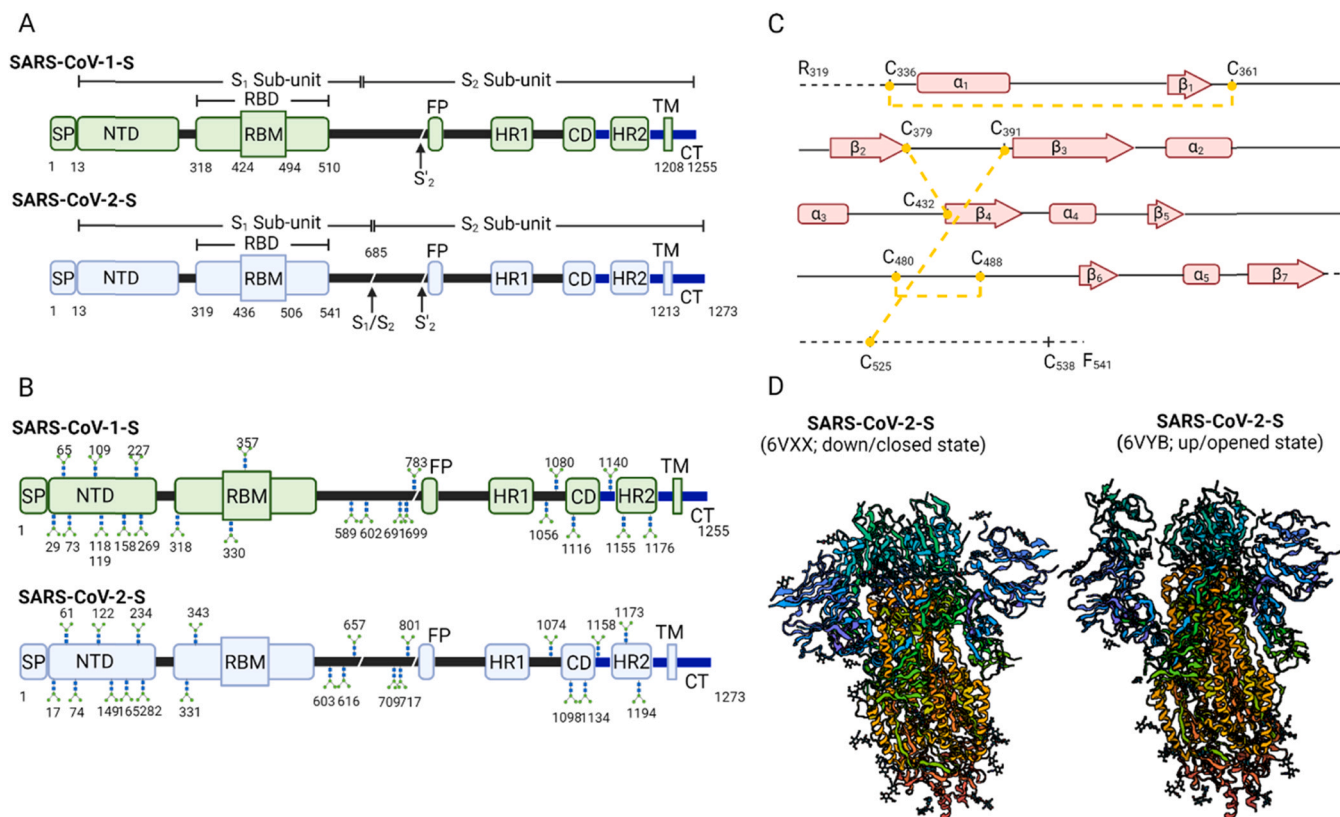 A
SARS-CoV-1-S
S1 Sub-unit S2 Sub-unit
RBD
FP TM
SP NTD RBM HR1 CD HR2
CT
1 13 318 424 494 510 1208 1255
S'2
SARS-CoV-2-S
S1 Sub-unit S2 Sub-unit
RBD 685 FP TM
SP NTD RBM HR1 CD HR2
CT
1 13 319 436 506 541 1213 1273
S1/S2 S'2
B
SARS-CoV-1-S
65 109 227 357 783 FP 1080 1140 TM
SP NTD RBM HR1 CD HR2
CT
1 1255
29 73 118 158 269 318 330 589 602 691 699 1056 1116 1155 1176
119
SARS-CoV-2-S
61 122 234 343 657 801 FP 1074 1158 1173 TM
SP NTD RBM HR1 CD HR2
CT
1 1273
17 74 149 165 282 331 603 616 709 717 1098 1134 1194
C
R319 C336 α1 β1 C361
β2 C379 C391 β3 α2
α3 C432 β4 α4 β5
C480 C488 β6 α5 β7
C525 C538 F541
D
SARS-CoV-2-S
(6VXX; down/closed state)
SARS-CoV-2-S
(6VYB; up/opened state)